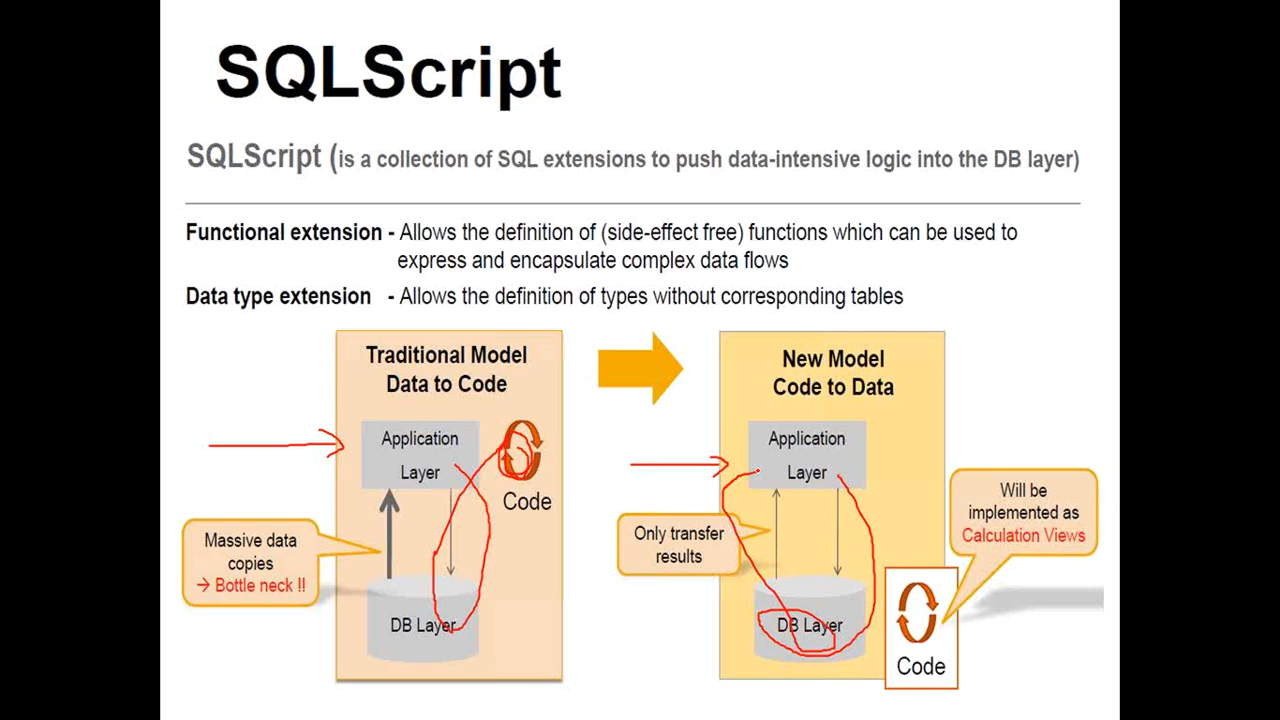 SQLScript
SQLScript (is a collection of SQL extensions to push data-intensive logic into the DB layer)
Functional extension - Allows the definition of (side-effect free) functions which can be used to
express and encapsulate complex data flows
Data type extension - Allows the definition of types without corresponding tables
Traditional Model
Data to Code
Application
Layer
Code
Massive data
copies
→ Bottle neck !!
DB Layer
New Model
Code to Data
Application
Layer
Only transfer
results
DB Layer
Will be
implemented as
Calculation Views
Code